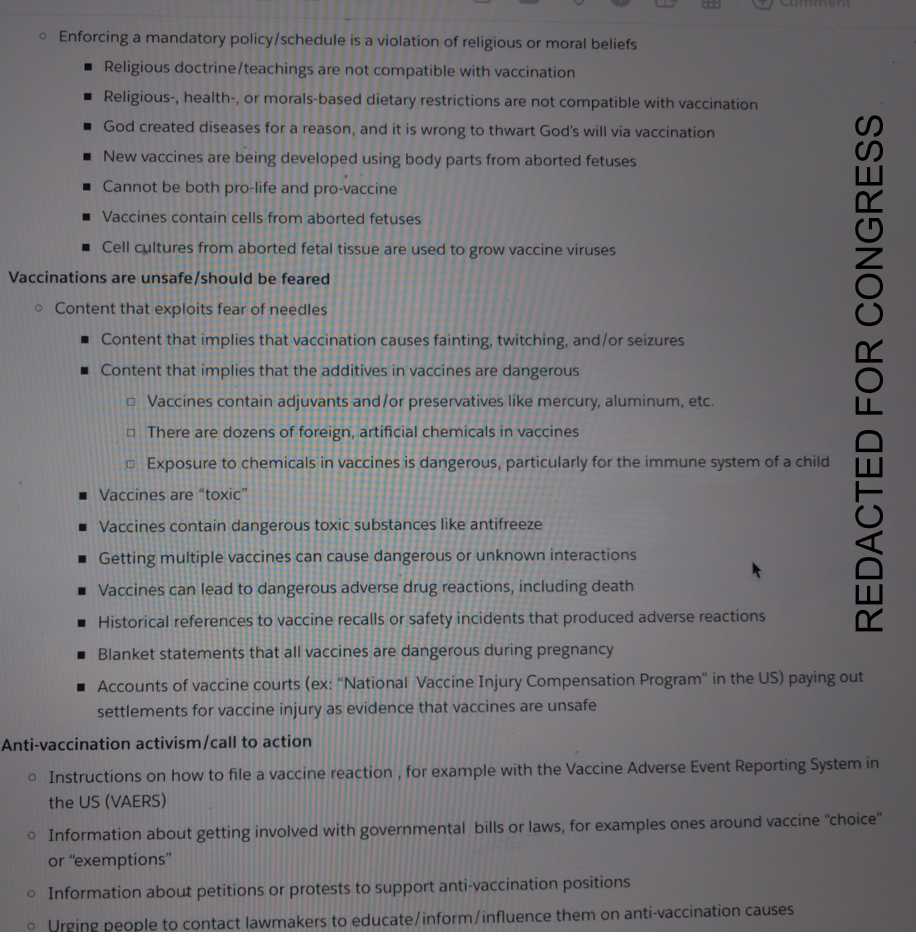 Comment
○ Enforcing a mandatory policy/schedule is a violation of religious or moral beliefs
■ Religious doctrine/teachings are not compatible with vaccination
■ Religious-, health-, or morals-based dietary restrictions are not compatible with vaccination
■ God created diseases for a reason, and it is wrong to thwart God's will via vaccination
■ New vaccines are being developed using body parts from aborted fetuses
■ Cannot be both pro-life and pro-vaccine
■ Vaccines contain cells from aborted fetuses
■ Cell cultures from aborted fetal tissue are used to grow vaccine viruses
Vaccinations are unsafe/should be feared
○ Content that exploits fear of needles
■ Content that implies that vaccination causes fainting, twitching, and/or seizures
■ Content that implies that the additives in vaccines are dangerous
□ Vaccines contain adjuvants and/or preservatives like mercury, aluminum, etc.
□ There are dozens of foreign, artificial chemicals in vaccines
□ Exposure to chemicals in vaccines is dangerous, particularly for the immune system of a child
■ Vaccines are “toxic”
■ Vaccines contain dangerous toxic substances like antifreeze
■ Getting multiple vaccines can cause dangerous or unknown interactions
■ Vaccines can lead to dangerous adverse drug reactions, including death
■ Historical references to vaccine recalls or safety incidents that produced adverse reactions
■ Blanket statements that all vaccines are dangerous during pregnancy
■ Accounts of vaccine courts (ex: “National Vaccine Injury Compensation Program” in the US) paying out
settlements for vaccine injury as evidence that vaccines are unsafe
Anti-vaccination activism/call to action
○ Instructions on how to file a vaccine reaction , for example with the Vaccine Adverse Event Reporting System in
the US (VAERS)
○ Information about getting involved with governmental bills or laws, for examples ones around vaccine “choice”
or “exemptions”
○ Information about petitions or protests to support anti-vaccination positions
○ Urging people to contact lawmakers to educate/inform/influence them on anti-vaccination causes
REDACTED FOR CONGRESS